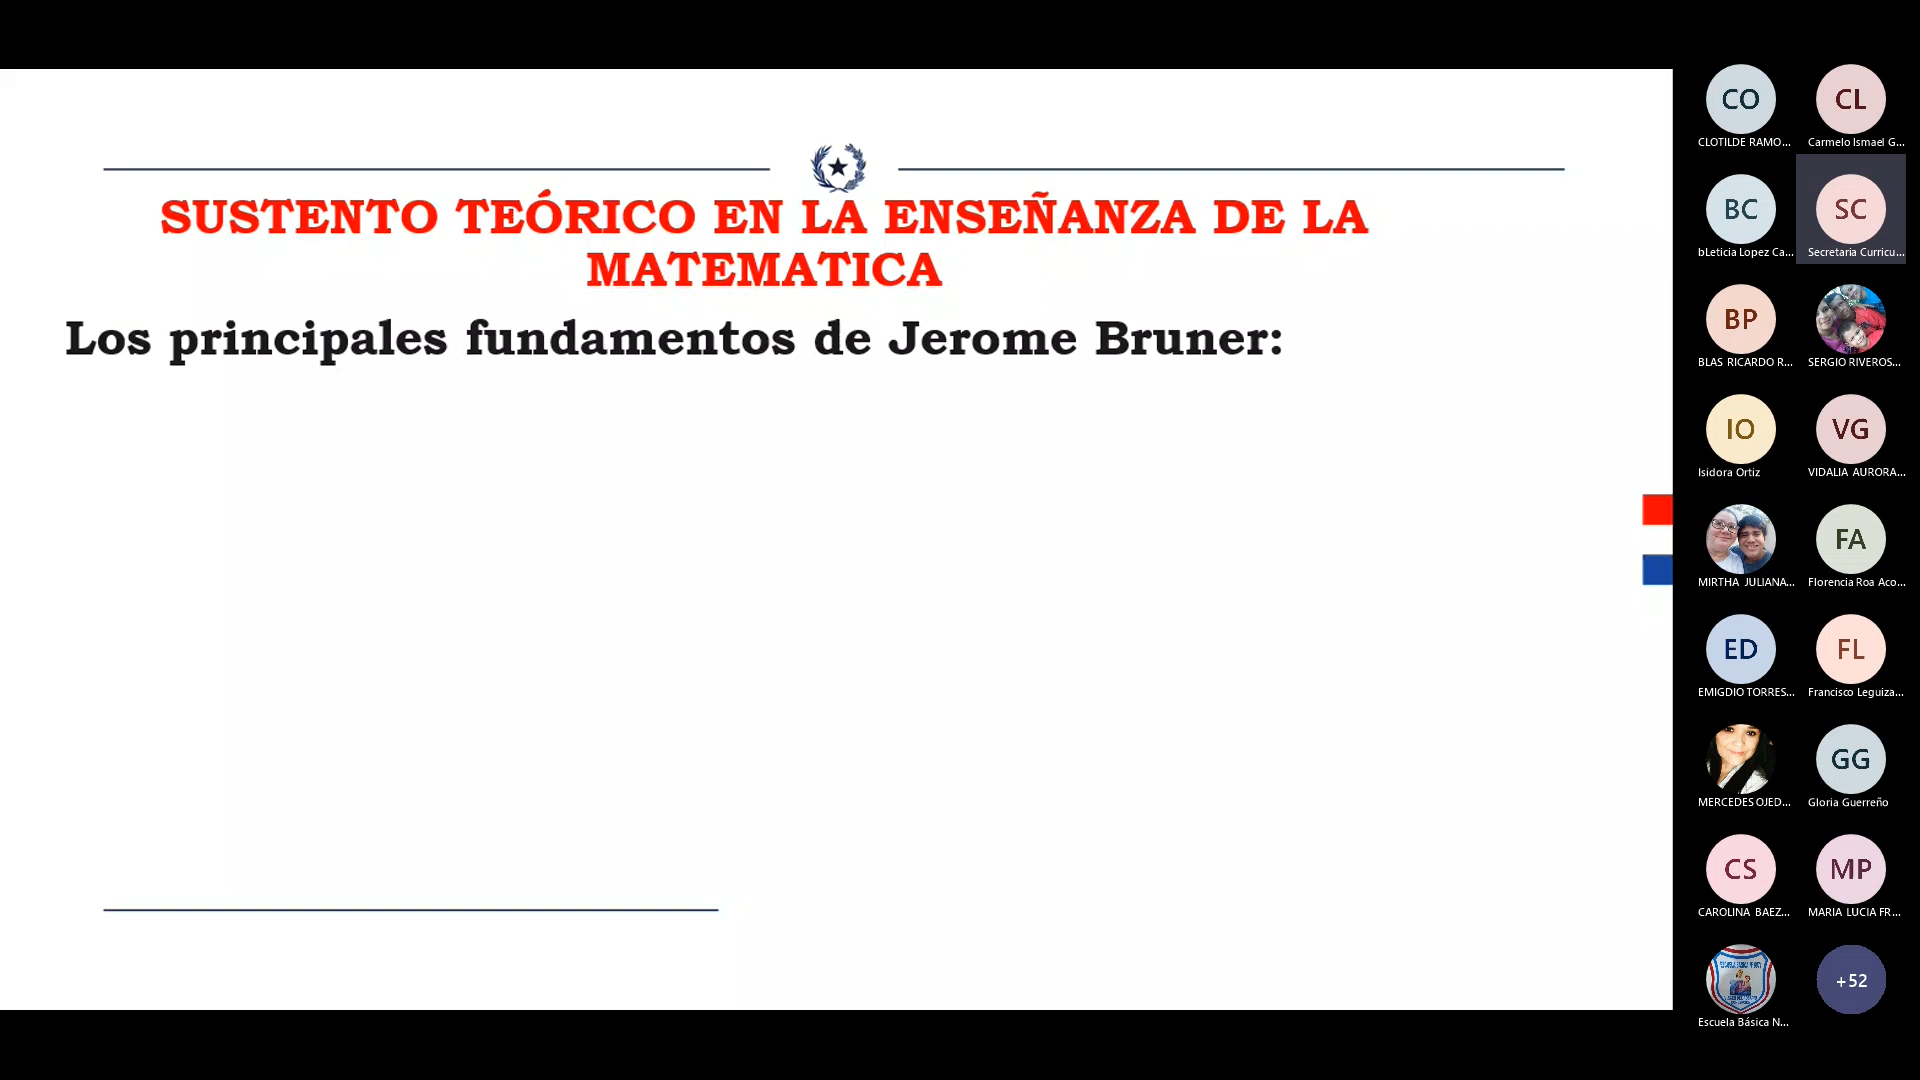 SUSTENTO TEÓRICO EN LA ENSEÑANZA DE LA
MATEMATICA
Los principales fundamentos de Jerome Bruner:
CO
CLOTILDE RAMO...
CL
Carmelo Ismael G...
BC
bLeticia Lopez Ca...
SC
Secretaria Curricu...
BP
BLAS RICARDO R...
SERGIO RIVEROS...
IO
Isidora Ortiz
VG
VIDALIA AURORA...
MIRTHA JULIANA...
FA
Florencia Roa Aco...
ED
EMIGDIO TORRES...
FL
Francisco Leguiza...
MERCEDES OJED...
GG
Gloria Guerreño
CS
CAROLINA BAEZ...
MP
MARIA LUCIA FR...
Escuela Básica N...
+52